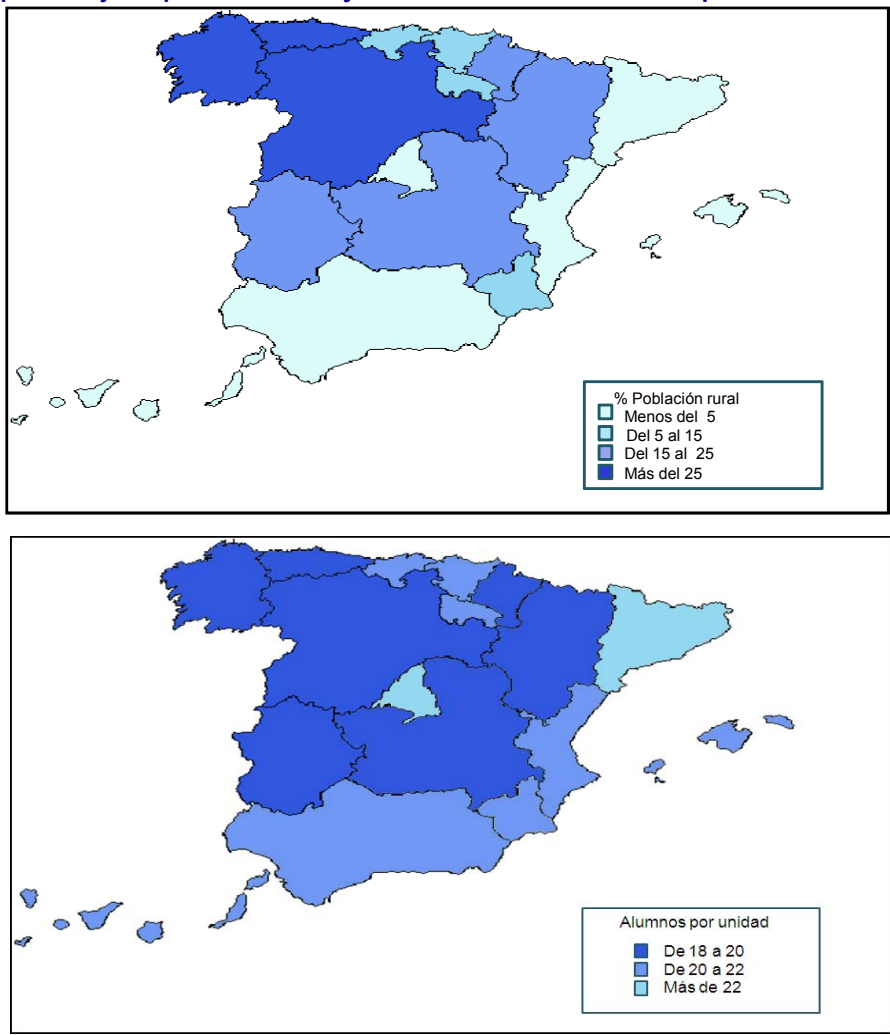 % Población rural
Menos del 5
Del 5 al 15
Del 15 al 25
Más del 25
Alumnos por unidad
De 18 a 20
De 20 a 22
Más de 22